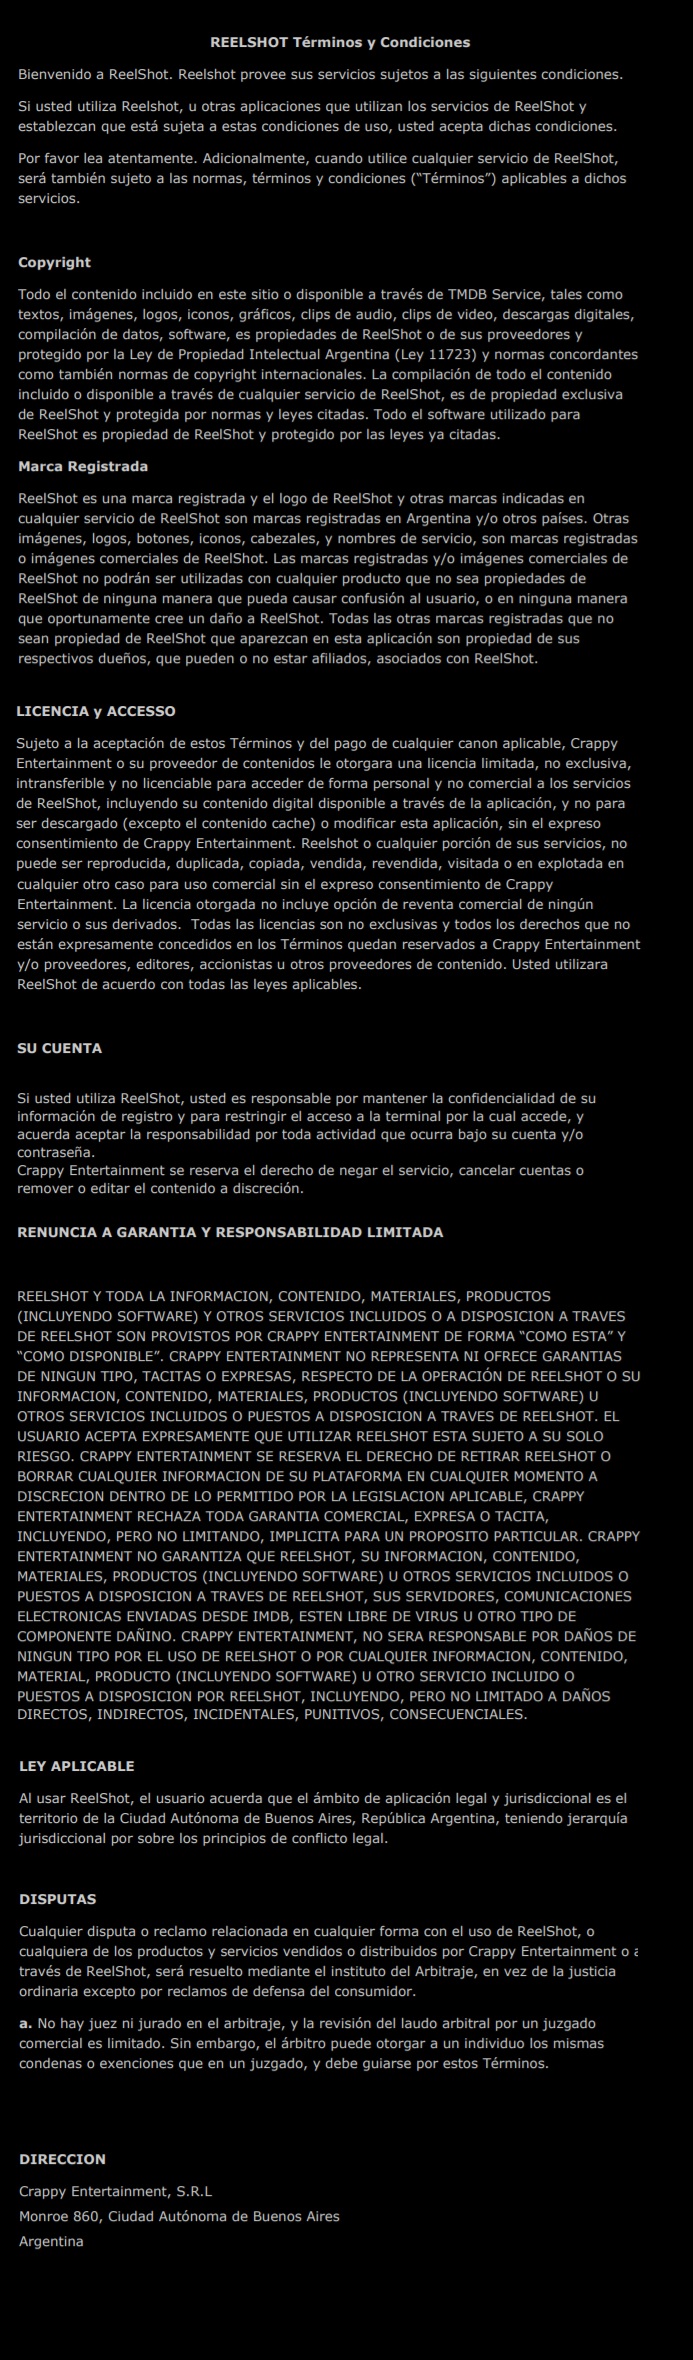 REELSHOT Términos y Condiciones
Bienvenido a ReelShot. Reelshot provee sus servicios sujetos a las siguientes condiciones.
Si usted utiliza Reelshot, u otras aplicaciones que utilizan los servicios de ReelShot y
establezcan que está sujeta a estas condiciones de uso, usted acepta dichas condiciones.
Por favor lea atentamente. Adicionalmente, cuando utilice cualquier servicio de ReelShot,
será también sujeto a las normas, términos y condiciones (“Términos”) aplicables a dichos
servicios.
Copyright
Todo el contenido incluido en este sitio o disponible a través de TMDB Service, tales como
textos, imágenes, logos, iconos, gráficos, clips de audio, clips de video, descargas digitales,
compilación de datos, software, es propiedades de ReelShot o de sus proveedores y
protegido por la Ley de Propiedad Intelectual Argentina (Ley 11723) y normas concordantes
como también normas de copyright internacionales. La compilación de todo el contenido
incluido o disponible a través de cualquier servicio de ReelShot, es de propiedad exclusiva
de ReelShot y protegida por normas y leyes citadas. Todo el software utilizado para
ReelShot es propiedad de ReelShot y protegido por las leyes ya citadas.
Marca Registrada
ReelShot es una marca registrada y el logo de ReelShot y otras marcas indicadas en
cualquier servicio de ReelShot son marcas registradas en Argentina y/o otros países. Otras
imágenes, logos, botones, iconos, cabezales, y nombres de servicio, son marcas registradas
o imágenes comerciales de ReelShot. Las marcas registradas y/o imágenes comerciales de
ReelShot no podrán ser utilizadas con cualquier producto que no sea propiedades de
ReelShot de ninguna manera que pueda causar confusión al usuario, o en ninguna manera
que oportunamente cree un daño a ReelShot. Todas las otras marcas registradas que no
sean propiedad de ReelShot que aparezcan en esta aplicación son propiedad de sus
respectivos dueños, que pueden o no estar afiliados, asociados con ReelShot.
LICENCIA y ACCESSO
Sujeto a la aceptación de estos Términos y del pago de cualquier canon aplicable, Crappy
Entertainment o su proveedor de contenidos le otorgara una licencia limitada, no exclusiva,
intransferible y no licenciable para acceder de forma personal y no comercial a los servicios
de ReelShot, incluyendo su contenido digital disponible a través de la aplicación, y no para
ser descargado (excepto el contenido cache) o modificar esta aplicación, sin el expreso
consentimiento de Crappy Entertainment. Reelshot o cualquier porción de sus servicios, no
puede ser reproducida, duplicada, copiada, vendida, revendida, visitada o en explotada en
cualquier otro caso para uso comercial sin el expreso consentimiento de Crappy
Entertainment. La licencia otorgada no incluye opción de reventa comercial de ningún
servicio o sus derivados.  Todas las licencias son no exclusivas y todos los derechos que no
están expresamente concedidos en los Términos quedan reservados a Crappy Entertainment
y/o proveedores, editores, accionistas u otros proveedores de contenido. Usted utilizara
ReelShot de acuerdo con todas las leyes aplicables.
SU CUENTA
Si usted utiliza ReelShot, usted es responsable por mantener la confidencialidad de su
información de registro y para restringir el acceso a la terminal por la cual accede, y
acuerda aceptar la responsabilidad por toda actividad que ocurra bajo su cuenta y/o
contraseña.
Crappy Entertainment se reserva el derecho de negar el servicio, cancelar cuentas o
remover o editar el contenido a discreción.
RENUNCIA A GARANTIA Y RESPONSABILIDAD LIMITADA
REELSHOT Y TODA LA INFORMACION, CONTENIDO, MATERIALES, PRODUCTOS
(INCLUYENDO SOFTWARE) Y OTROS SERVICIOS INCLUIDOS O A DISPOSICION A TRAVES
DE REELSHOT SON PROVISTOS POR CRAPPY ENTERTAINMENT DE FORMA “COMO ESTA” Y
“COMO DISPONIBLE”. CRAPPY ENTERTAINMENT NO REPRESENTA NI OFRECE GARANTIAS
DE NINGUN TIPO, TACITAS O EXPRESAS, RESPECTO DE LA OPERACIÓN DE REELSHOT O SU
INFORMACION, CONTENIDO, MATERIALES, PRODUCTOS (INCLUYENDO SOFTWARE) U
OTROS SERVICIOS INCLUIDOS O PUESTOS A DISPOSICION A TRAVES DE REELSHOT. EL
USUARIO ACEPTA EXPRESAMENTE QUE UTILIZAR REELSHOT ESTA SUJETO A SU SOLO
RIESGO. CRAPPY ENTERTAINMENT SE RESERVA EL DERECHO DE RETIRAR REELSHOT O
BORRAR CUALQUIER INFORMACION DE SU PLATAFORMA EN CUALQUIER MOMENTO A
DISCRECION DENTRO DE LO PERMITIDO POR LA LEGISLACION APLICABLE, CRAPPY
ENTERTAINMENT RECHAZA TODA GARANTIA COMERCIAL, EXPRESA O TACITA,
INCLUYENDO, PERO NO LIMITANDO, IMPLICITA PARA UN PROPOSITO PARTICULAR. CRAPPY
ENTERTAINMENT NO GARANTIZA QUE REELSHOT, SU INFORMACION, CONTENIDO,
MATERIALES, PRODUCTOS (INCLUYENDO SOFTWARE) U OTROS SERVICIOS INCLUIDOS O
PUESTOS A DISPOSICION A TRAVES DE REELSHOT, SUS SERVIDORES, COMUNICACIONES
ELECTRONICAS ENVIADAS DESDE IMDB, ESTEN LIBRE DE VIRUS U OTRO TIPO DE
COMPONENTE DAÑINO. CRAPPY ENTERTAINMENT, NO SERA RESPONSABLE POR DAÑOS DE
NINGUN TIPO POR EL USO DE REELSHOT O POR CUALQUIER INFORMACION, CONTENIDO,
MATERIAL, PRODUCTO (INCLUYENDO SOFTWARE) U OTRO SERVICIO INCLUIDO O
PUESTOS A DISPOSICION POR REELSHOT, INCLUYENDO, PERO NO LIMITADO A DAÑOS
DIRECTOS, INDIRECTOS, INCIDENTALES, PUNITIVOS, CONSECUENCIALES.
LEY APLICABLE
Al usar ReelShot, el usuario acuerda que el ámbito de aplicación legal y jurisdiccional es el
territorio de la Ciudad Autónoma de Buenos Aires, República Argentina, teniendo jerarquía
jurisdiccional por sobre los principios de conflicto legal.
DISPUTAS
Cualquier disputa o reclamo relacionada en cualquier forma con el uso de ReelShot, o
cualquiera de los productos y servicios vendidos o distribuidos por Crappy Entertainment o a
través de ReelShot, será resuelto mediante el instituto del Arbitraje, en vez de la justicia
ordinaria excepto por reclamos de defensa del consumidor.
a. No hay juez ni jurado en el arbitraje, y la revisión del laudo arbitral por un juzgado
comercial es limitado. Sin embargo, el árbitro puede otorgar a un individuo los mismas
condenas o exenciones que en un juzgado, y debe guiarse por estos Términos.
DIRECCION
Crappy Entertainment, S.R.L
Monroe 860, Ciudad Autónoma de Buenos Aires
Argentina